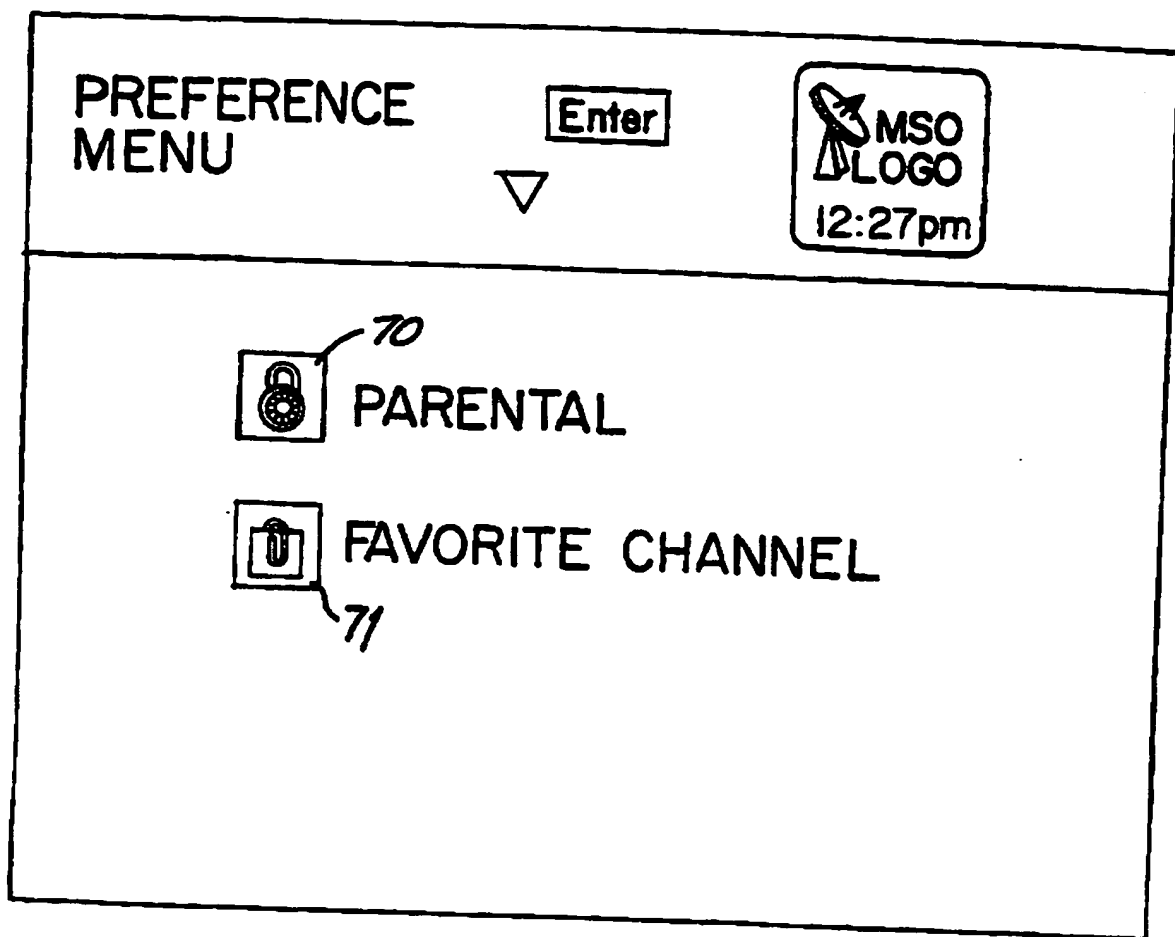 PREFERENCE
MENU
Enter
MSO
LOGO
12:27pm
70
PARENTAL
FAVORITE CHANNEL
71